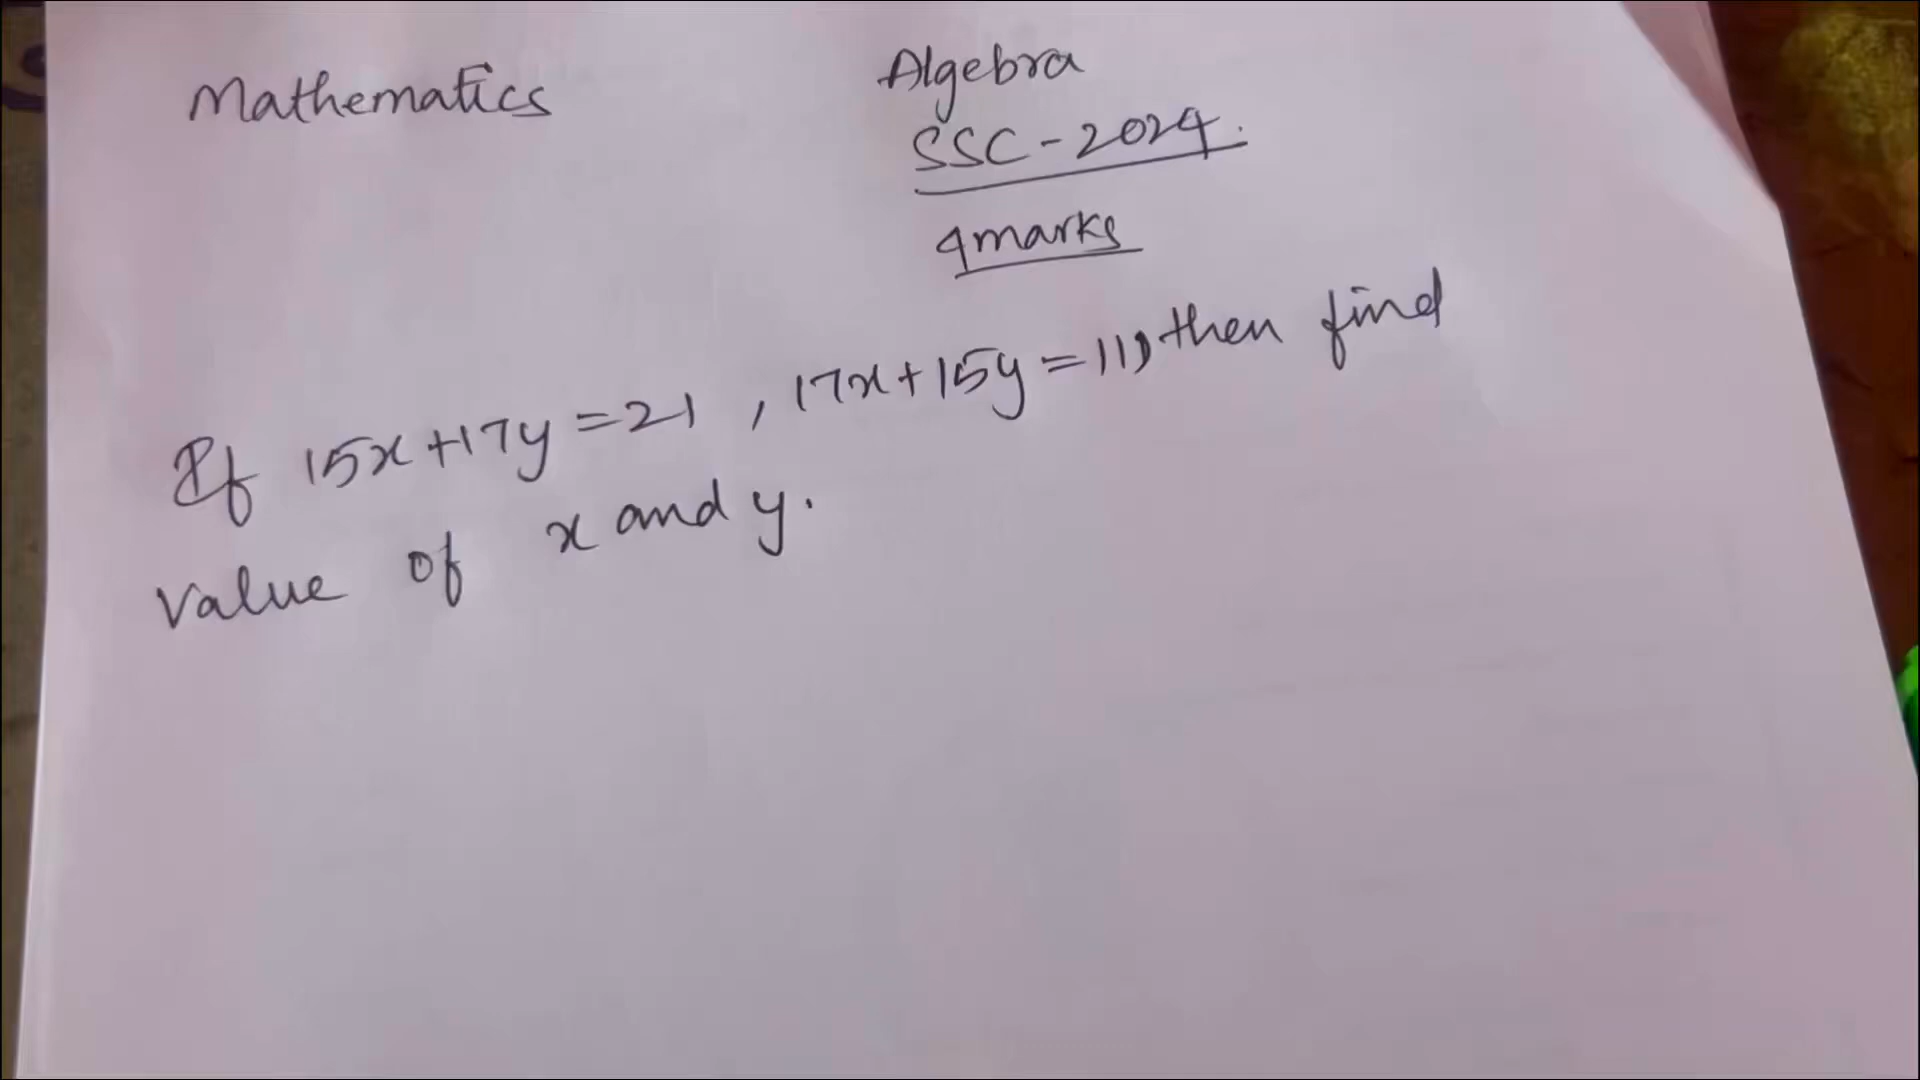 Mathematics
Algebra
SSC-2024.
4marks
If 15x+17y=21, 17x+15y=11, then find
value of x and y.